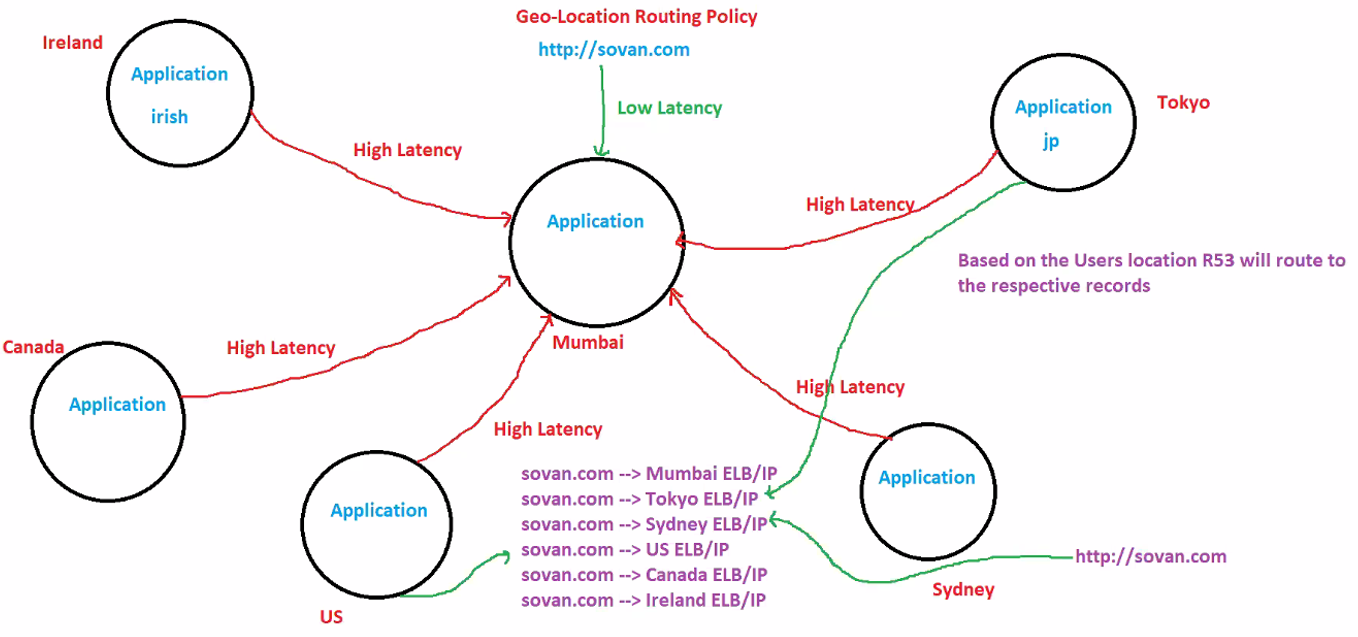 Geo-Location Routing Policy
http://sovan.com
Low Latency
Ireland
Application
irish
High Latency
Application
jp
Tokyo
High Latency
Application
Mumbai
Based on the Users location R53 will route to
the respective records
Canada
Application
High Latency
High Latency
Application
US
High Latency
Application
Sydney
http://sovan.com
sovan.com --> Mumbai ELB/IP
sovan.com --> Tokyo ELB/IP
sovan.com --> Sydney ELB/IP
sovan.com --> US ELB/IP
sovan.com --> Canada ELB/IP
sovan.com --> Ireland ELB/IP